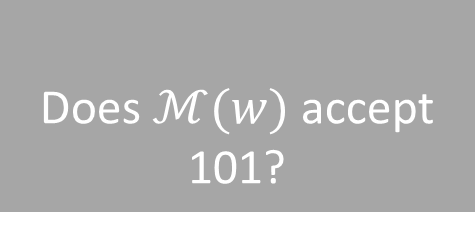 Does ℳ(𝑤) accept
101?